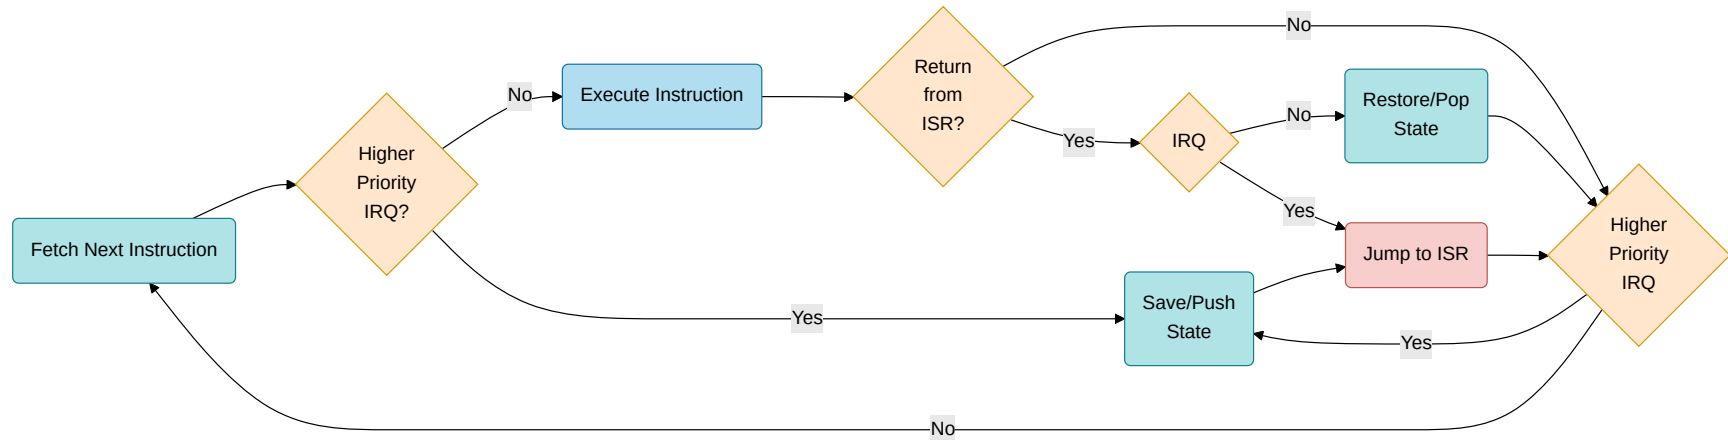 Fetch Next Instruction
Higher
Priority
IRQ?
No
Yes
Execute Instruction
Return
from
ISR?
No
Yes
IRQ
No
Yes
Restore/Pop
State
Jump to ISR
Save/Push
State
Higher
Priority
IRQ
Yes
No